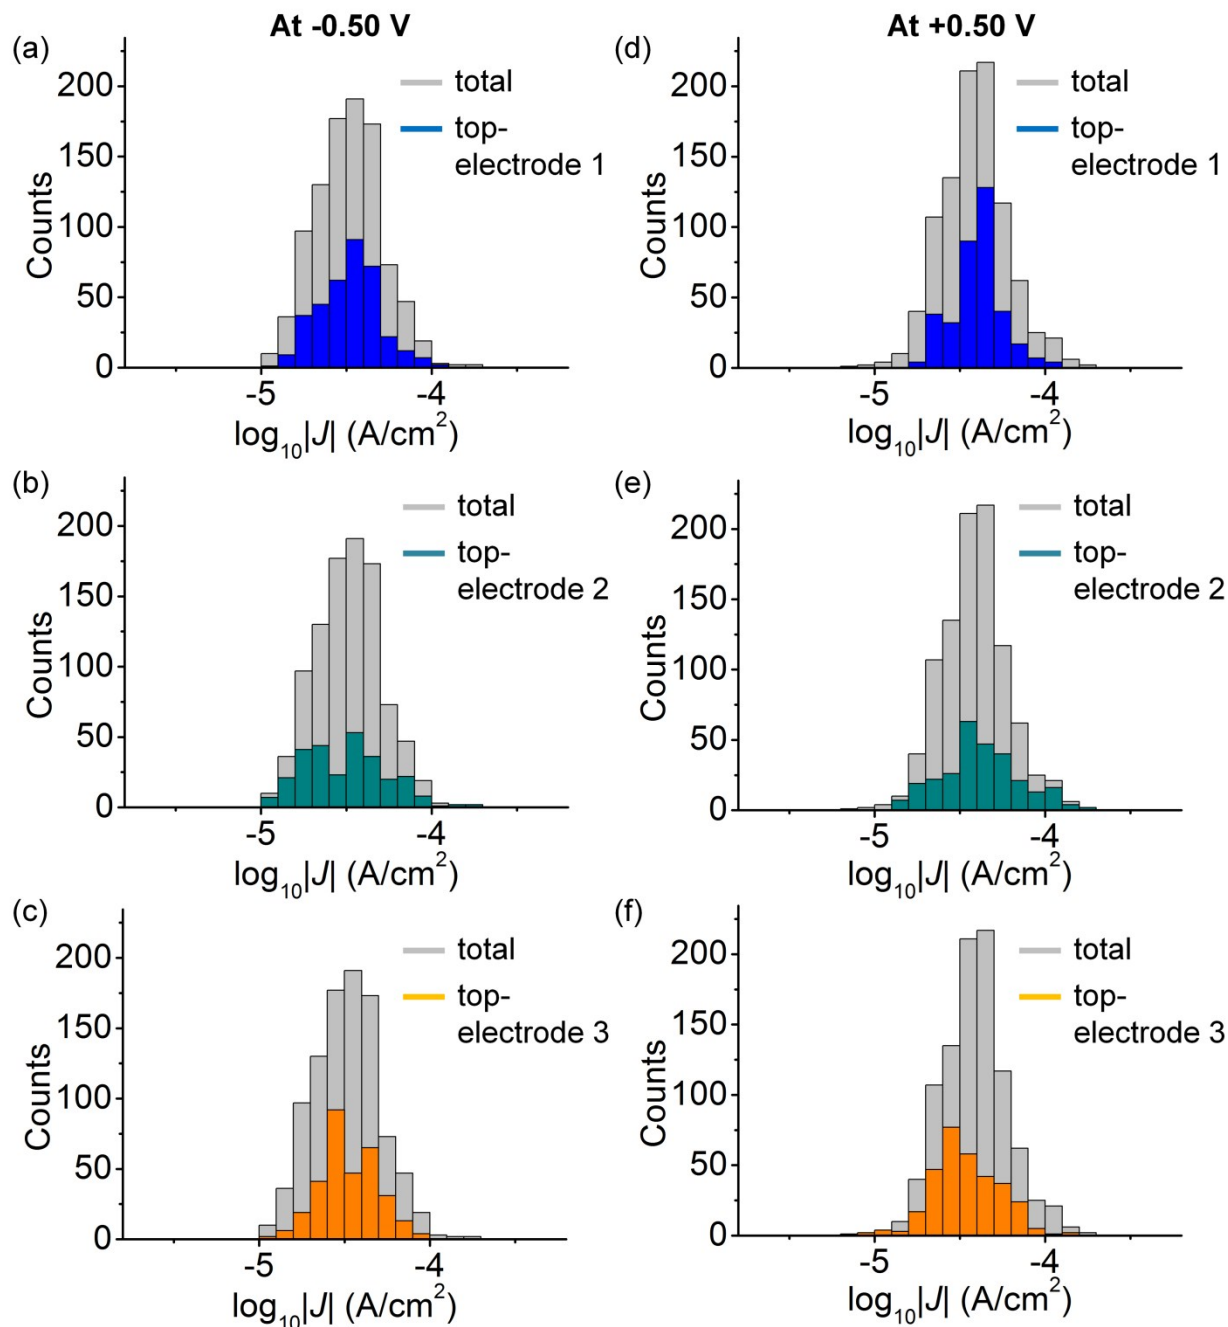 At -0.50 V
At +0.50 V
(a)
200
150
100
50
0
Counts
total
top-
electrode 1
-5
-4
log₁₀|J| (A/cm²)
(d)
200
150
100
50
0
Counts
total
top-
electrode 1
-5
-4
log₁₀|J| (A/cm²)
(b)
200
150
100
50
0
Counts
total
top-
electrode 2
-5
-4
log₁₀|J| (A/cm²)
(e)
200
150
100
50
0
Counts
total
top-
electrode 2
-5
-4
log₁₀|J| (A/cm²)
(c)
200
150
100
50
0
Counts
total
top-
electrode 3
-5
-4
log₁₀|J| (A/cm²)
(f)
200
150
100
50
0
Counts
total
top-
electrode 3
-5
-4
log₁₀|J| (A/cm²)